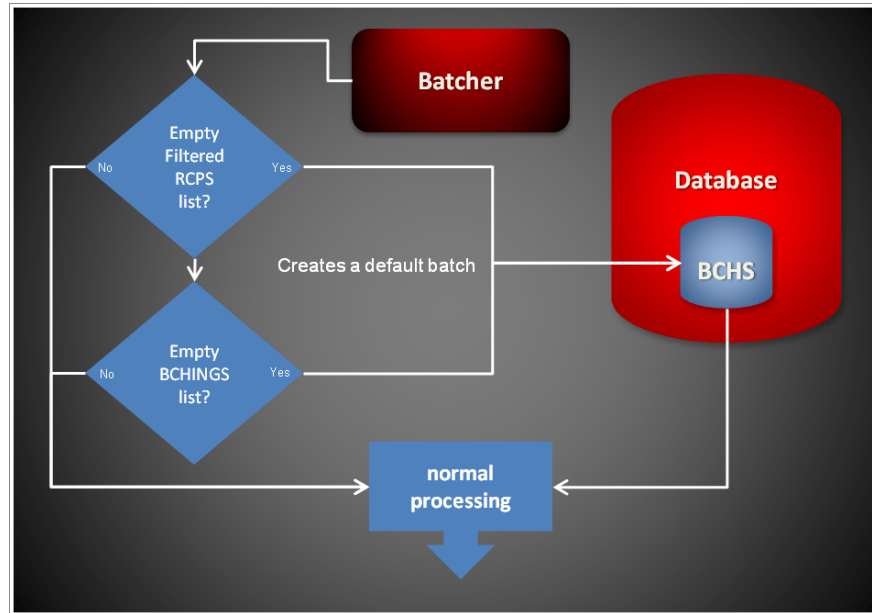 Batcher
Empty
Filtered
RCPS
list?
No
Yes
Database
Creates a default batch
BCHS
Empty
BCHINGS
list?
No
Yes
normal
processing